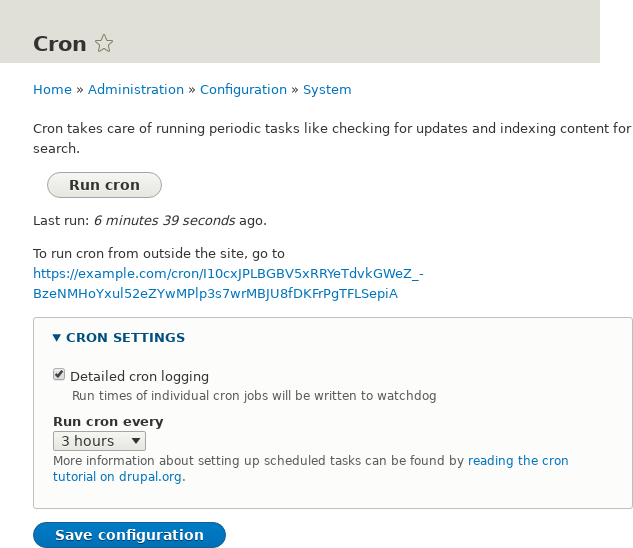 Cron
Home » Administration » Configuration » System
Cron takes care of running periodic tasks like checking for updates and indexing content for
search.
Run cron
Last run: 6 minutes 39 seconds ago.
To run cron from outside the site, go to
https://example.com/cron/I10cxJPLBGBV5xRRYeTdvkGWeZ_-
BzeNMHoYxul52eZYwMPlp3s7wrMBJU8fDKFrPgTFLSepiA
CRON SETTINGS
Detailed cron logging
Run times of individual cron jobs will be written to watchdog
Run cron every
3 hours
More information about setting up scheduled tasks can be found by reading the cron
tutorial on drupal.org.
Save configuration